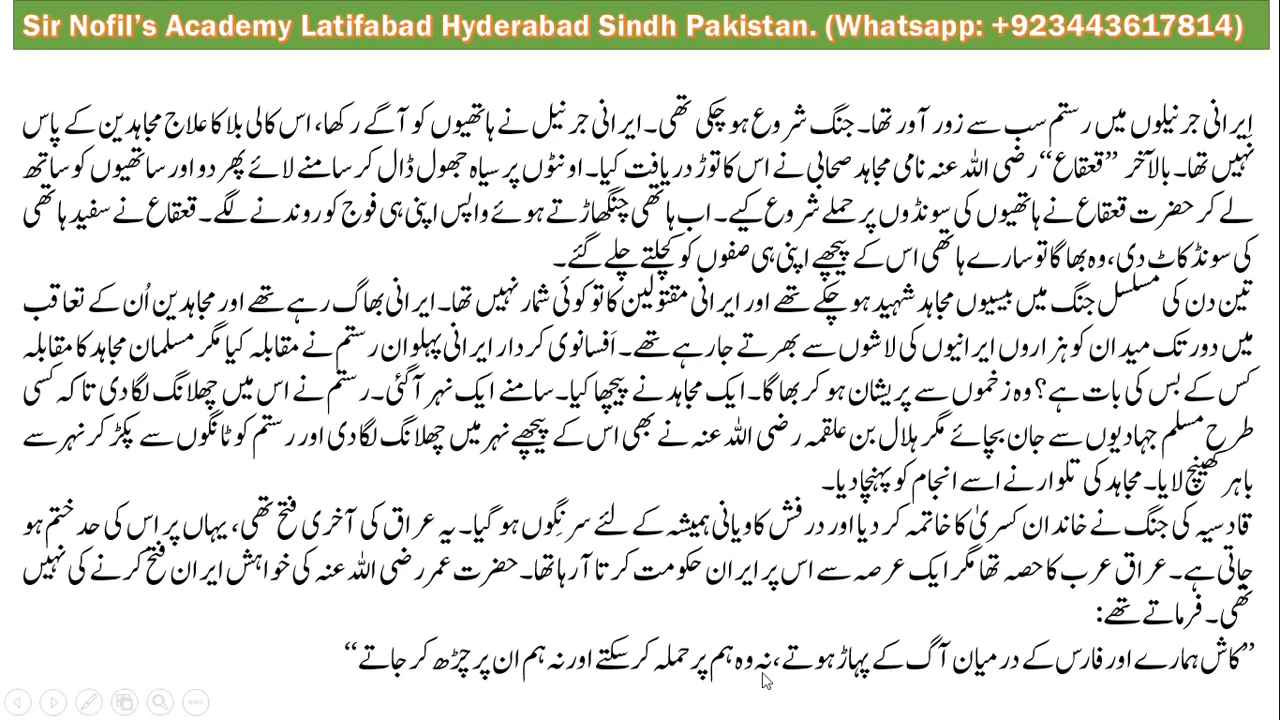 Sir Nofil's Academy Latifabad Hyderabad Sindh Pakistan. (Whatsapp: +923443617814)
اِیرانی جرنیلوں میں رستم سب سے زور آور تھا۔ جنگ شروع ہو چکی تھی۔ ایرانی جرنیل نے ہاتھیوں کو آگے رکھا، اس کالی بلا کا علاج مجاہدین کے پاس
نہیں تھا۔ بالآخر ”قعقاع“ رضی اللہ عنہ نامی مجاہد صحابی نے اس کا توڑ دریافت کیا۔ اونٹوں پر سیاہ جھول ڈال کر سامنے لائے پھر دو اور ساتھیوں کو ساتھ
لے کر حضرت قعقاع نے ہاتھیوں کی سونڈوں پر حملے شروع کیے۔ اب ہاتھی چنگھاڑتے ہوئے واپس اپنی ہی فوج کو روندنے لگے۔ قعقاع نے سفید ہاتھی
کی سونڈ کاٹ دی، وہ بھاگا تو سارے ہاتھی اس کے پیچھے اپنی ہی صفوں کو کچلتے چلے گئے۔
تین دن کی مسلسل جنگ میں بیسیوں مجاہد شہید ہو چکے تھے اور ایرانی مقتولین کا تو کوئی شمار نہیں تھا۔ ایرانی بھاگ رہے تھے اور مجاہدین اُن کے تعاقب
میں دور تک میدان کو ہزاروں ایرانیوں کی لاشوں سے بھرتے جا رہے تھے۔ اَفسانوی کردار ایرانی پہلوان رستم نے مقابلہ کیا مگر مسلمان مجاہد کا مقابلہ
کس کے بس کی بات ہے؟ وہ زخموں سے پریشان ہو کر بھاگا۔ ایک مجاہد نے پیچھا کیا۔ سامنے ایک نہر آگئی۔ رستم نے اس میں چھلانگ لگا دی تاکہ کسی
طرح مسلم جہادیوں سے جان بچائے مگر ہلال بن علقمہ رضی اللہ عنہ نے بھی اس کے پیچھے نہر میں چھلانگ لگا دی اور رستم کو ٹانگوں سے پکڑ کر نہر سے
باہر کھینچ لایا۔ مجاہد کی تلوار نے اسے انجام کو پہنچا دیا۔
قادسیہ کی جنگ نے خاندان کسریٰ کا خاتمہ کر دیا اور درفش کاویانی ہمیشہ کے لئے سرنِگوں ہو گیا۔ یہ عراق کی آخری فتح تھی، یہاں پر اس کی حد ختم ہو
جاتی ہے۔ عراق عرب کا حصہ تھا مگر ایک عرصہ سے اس پر ایران حکومت کرتا آ رہا تھا۔ حضرت عمر رضی اللہ عنہ کی خواہش ایران فتح کرنے کی نہیں
تھی۔ فرماتے تھے:
”کاش ہمارے اور فارس کے درمیان آگ کے پہاڑ ہوتے، نہ وہ ہم پر حملہ کر سکتے اور نہ ہم ان پر چڑھ کر جاتے“